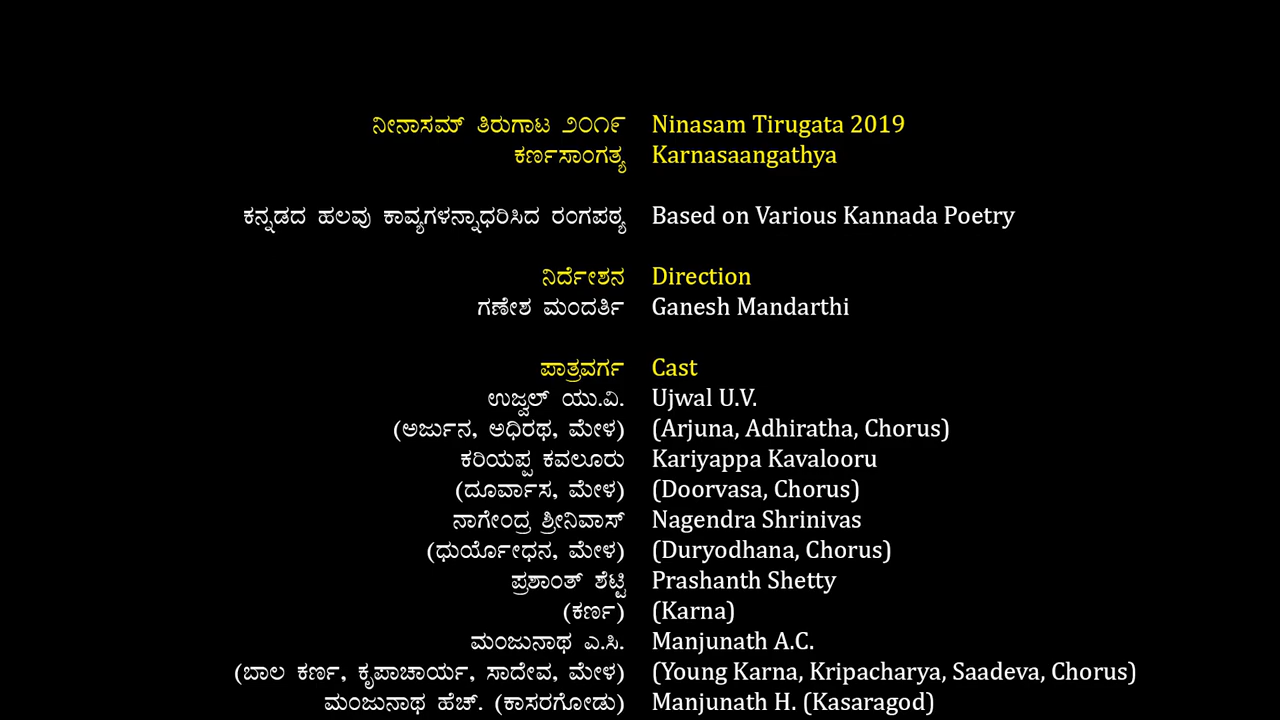 ನೀನಾಸಮ್ ತಿರುಗಾಟ ೨೦೧೯ Ninasam Tirugata 2019
ಕರ್ಣಸಾಂಗತ್ಯ Karnasaangathya
ಕನ್ನಡದ ಹಲವು ಕಾವ್ಯಗಳನ್ನಾಧರಿಸಿದ ರಂಗಪಠ್ಯ Based on Various Kannada Poetry
ನಿರ್ದೇಶನ Direction
ಗಣೇಶ ಮಂದರ್ತಿ Ganesh Mandarthi
ಪಾತ್ರವರ್ಗ Cast
ಉಜ್ವಲ್ ಯು.ವಿ. Ujwal U.V.
(ಅರ್ಜುನ, ಅಧಿರಥ, ಮೇಳ) (Arjuna, Adhiratha, Chorus)
ಕರಿಯಪ್ಪ ಕವಲೂರು Kariyappa Kavalooru
(ದೂರ್ವಾಸ, ಮೇಳ) (Doorvasa, Chorus)
ನಾಗೇಂದ್ರ ಶ್ರೀನಿವಾಸ್ Nagendra Shrinivas
(ಧುರ್ಯೋಧನ, ಮೇಳ) (Duryodhana, Chorus)
ಪ್ರಶಾಂತ್ ಶೆಟ್ಟಿ Prashanth Shetty
(ಕರ್ಣ) (Karna)
ಮಂಜುನಾಥ ಎ.ಸಿ. Manjunath A.C.
(ಬಾಲ ಕರ್ಣ, ಕೃಪಾಚಾರ್ಯ, ಸಾದೇವ, ಮೇಳ) (Young Karna, Kripacharya, Saadeva, Chorus)
ಮಂಜುನಾಥ ಹೆಚ್. (ಕಾಸರಗೋಡು) Manjunath H. (Kasaragod)